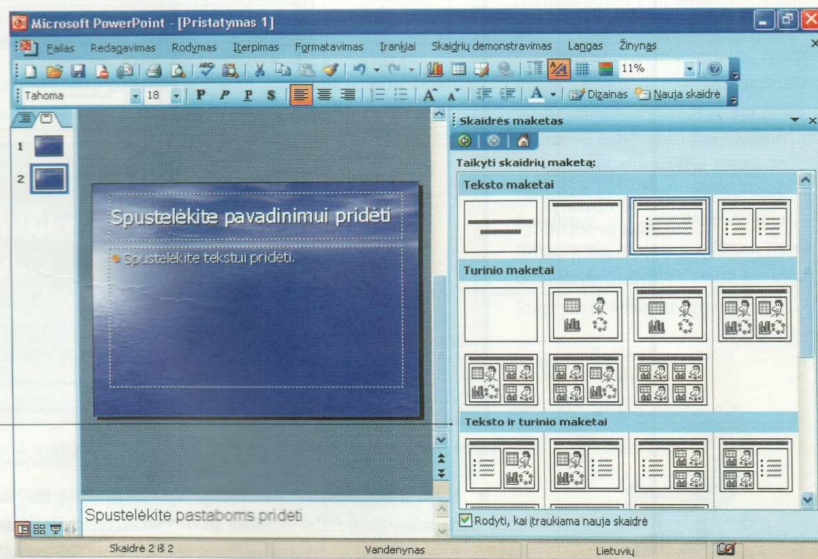 Microsoft PowerPoint - [Pristatymas 1]
Failas Redagavimas Rodymas Įterpimas Formatavimas Įrankiai Skaidrių demonstravimas Langas Žinynas
11%
Tahoma 18 P P P S A A A Dizainas Nauja skaidrė
1
2
Spustelėkite pavadinimui pridėti
Spustelėkite tekstui pridėti.
Spustelėkite pastaboms pridėti
Skaidrės maketas
Taikyti skaidrių maketą:
Teksto maketai
Turinio maketai
Teksto ir turinio maketai
Rodyti, kai įtraukiama nauja skaidrė
Skaidrė 2 iš 2 Vandenynas Lietuvių